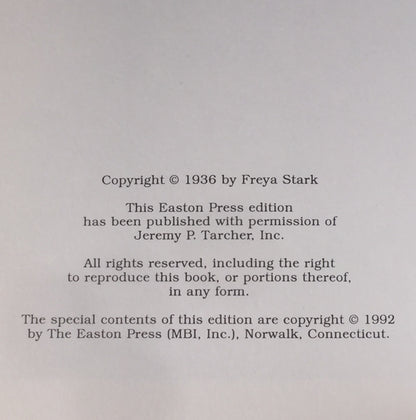 Copyright © 1936 by Freya Stark
This Easton Press edition
has been published with permission of
Jeremy P. Tarcher, Inc.
All rights reserved, including the right
to reproduce this book, or portions thereof,
in any form.
The special contents of this edition are copyright © 1992
by The Easton Press (MBI, Inc.), Norwalk, Connecticut.